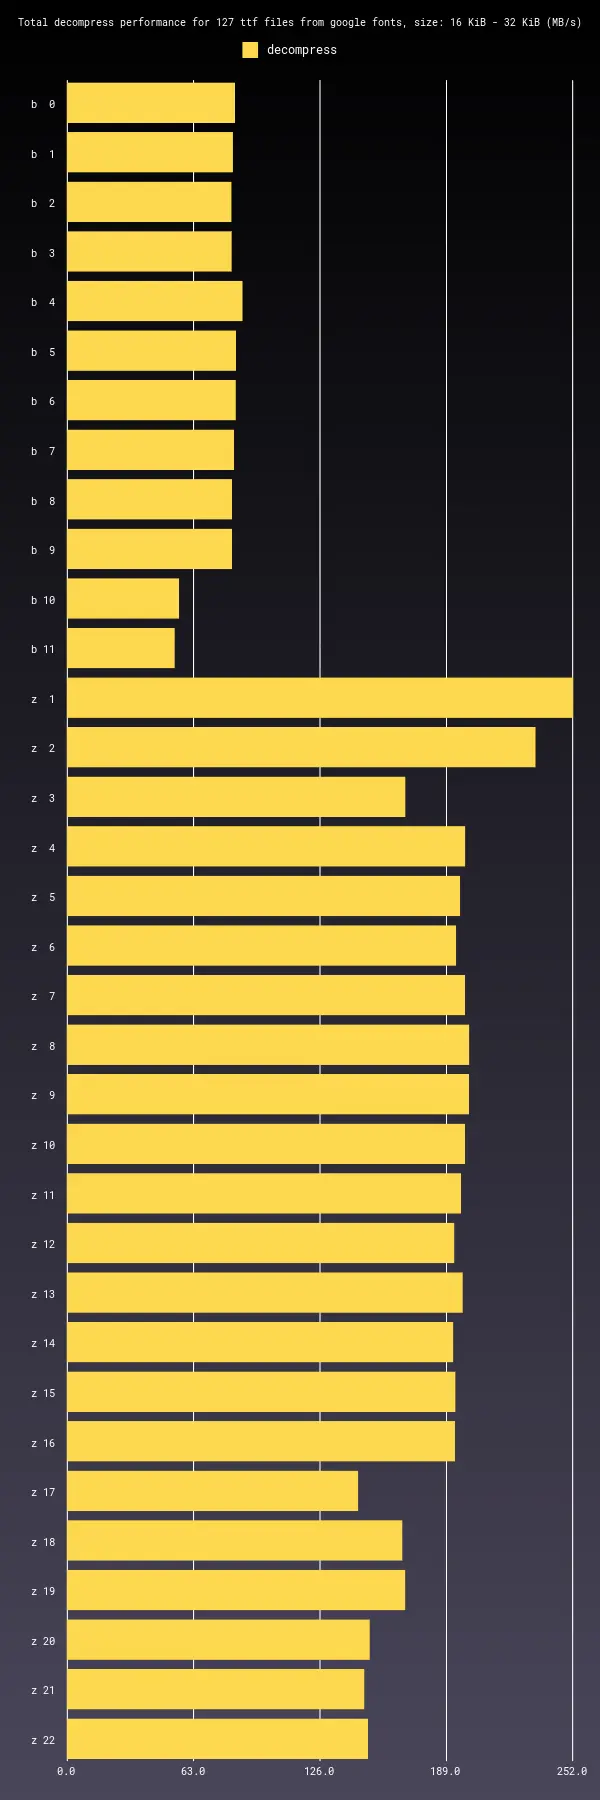 Total decompress performance for 127 ttf files from google fonts, size: 16 KiB - 32 KiB (MB/s)
decompress
b 0
b 1
b 2
b 3
b 4
b 5
b 6
b 7
b 8
b 9
b 10
b 11
z 1
z 2
z 3
z 4
z 5
z 6
z 7
z 8
z 9
z 10
z 11
z 12
z 13
z 14
z 15
z 16
z 17
z 18
z 19
z 20
z 21
z 22
0.0 63.0 126.0 189.0 252.0